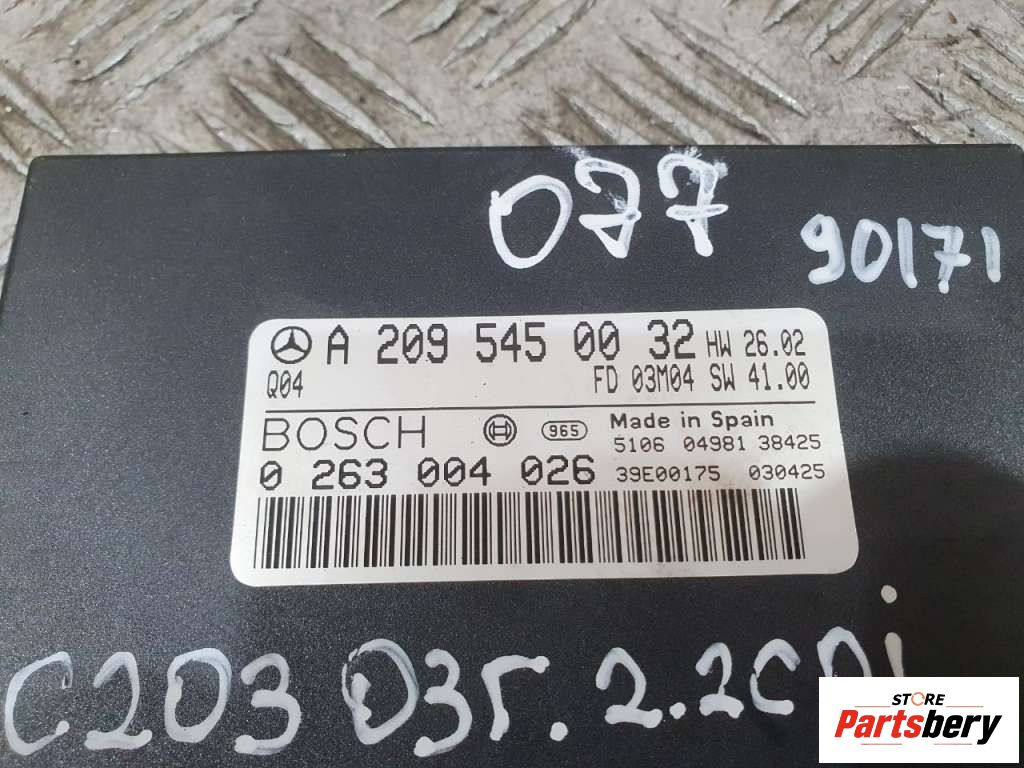 077
90171
A 209 545 00 32 HW 26.02
Q04 FD 03M04 SW 41.00
BOSCH 965 Made in Spain
5106 04981 38425
0 263 004 026 39E00175 030425
C203 03г. 2.2CDi
STORE
Partsbery